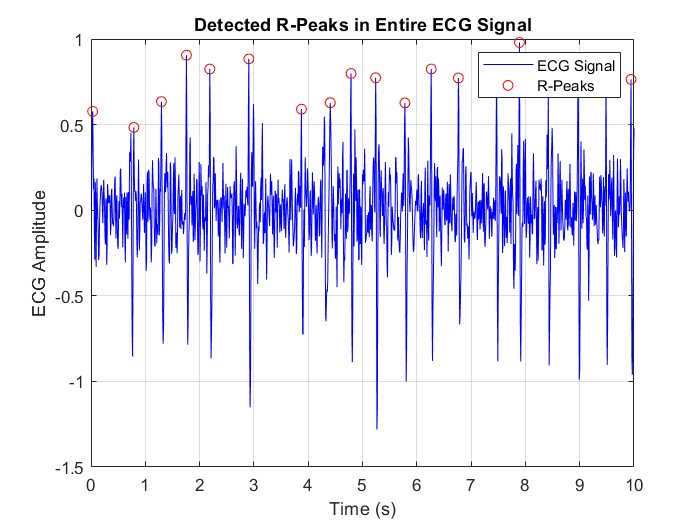 Detected R-Peaks in Entire ECG Signal
ECG Signal
R-Peaks
1
0.5
0
-0.5
-1
-1.5
ECG Amplitude
0 1 2 3 4 5 6 7 8 9 10
Time (s)